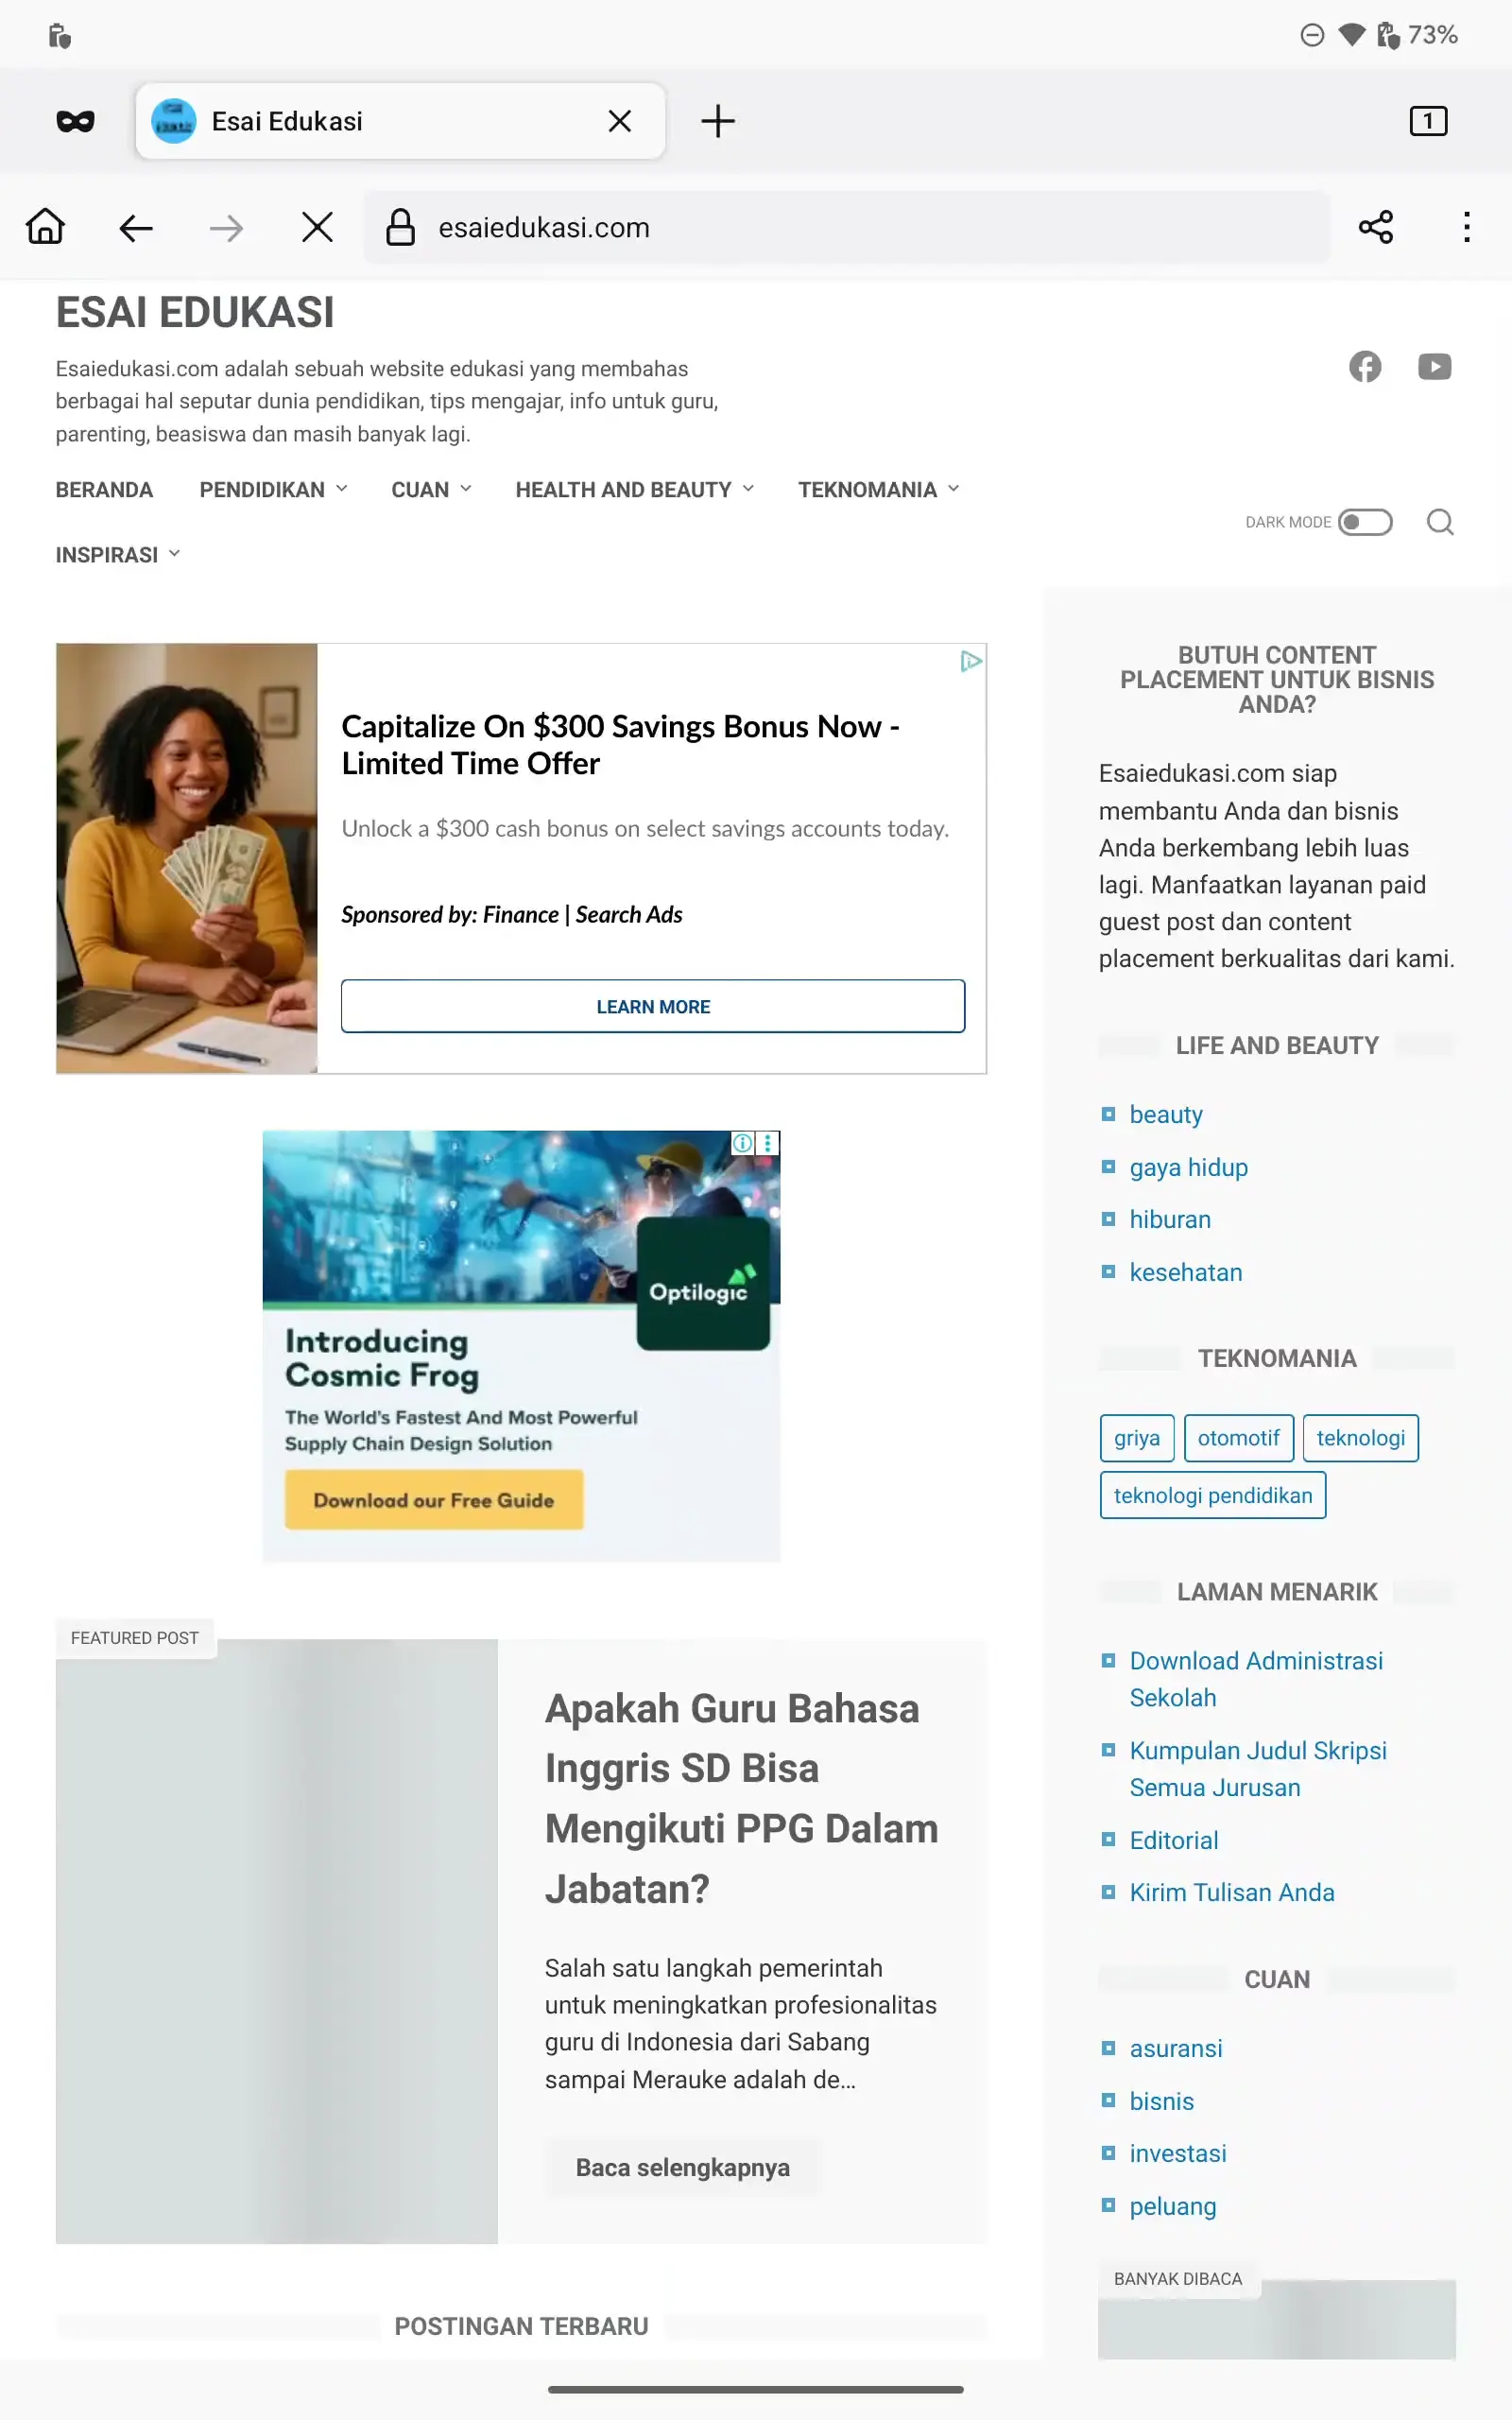 73%
Esai Edukasi
1
esaiedukasi.com
ESAI EDUKASI
Esaiedukasi.com adalah sebuah website edukasi yang membahas
berbagai hal seputar dunia pendidikan, tips mengajar, info untuk guru,
parenting, beasiswa dan masih banyak lagi.
BERANDA PENDIDIKAN CUAN HEALTH AND BEAUTY TEKNOMANIA
INSPIRASI
DARK MODE
Capitalize On $300 Savings Bonus Now -
Limited Time Offer
Unlock a $300 cash bonus on select savings accounts today.
Sponsored by: Finance | Search Ads
LEARN MORE
Optilogic
Introducing
Cosmic Frog
The World's Fastest And Most Powerful
Supply Chain Design Solution
Download our Free Guide
FEATURED POST
Apakah Guru Bahasa
Inggris SD Bisa
Mengikuti PPG Dalam
Jabatan?
Salah satu langkah pemerintah
untuk meningkatkan profesionalitas
guru di Indonesia dari Sabang
sampai Merauke adalah de...
Baca selengkapnya
POSTINGAN TERBARU
BUTUH CONTENT
PLACEMENT UNTUK BISNIS
ANDA?
Esaiedukasi.com siap
membantu Anda dan bisnis
Anda berkembang lebih luas
lagi. Manfaatkan layanan paid
guest post dan content
placement berkualitas dari kami.
LIFE AND BEAUTY
beauty
gaya hidup
hiburan
kesehatan
TEKNOMANIA
griya otomotif teknologi
teknologi pendidikan
LAMAN MENARIK
Download Administrasi
Sekolah
Kumpulan Judul Skripsi
Semua Jurusan
Editorial
Kirim Tulisan Anda
CUAN
asuransi
bisnis
investasi
peluang
BANYAK DIBACA